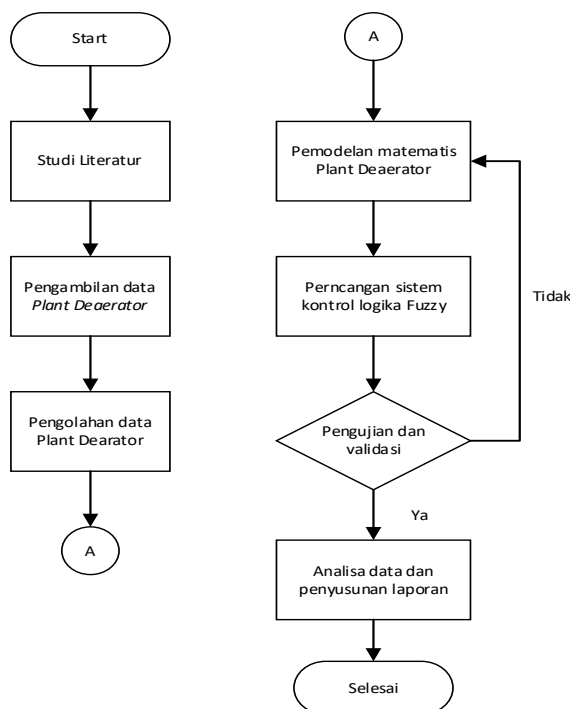 Start
Studi Literatur
Pengambilan data
Plant Deaerator
Pengolahan data
Plant Dearator
A
A
Pemodelan matematis
Plant Deaerator
Perncangan sistem
kontrol logika Fuzzy
Tidak
Pengujian dan
validasi
Ya
Analisa data dan
penyusunan laporan
Selesai